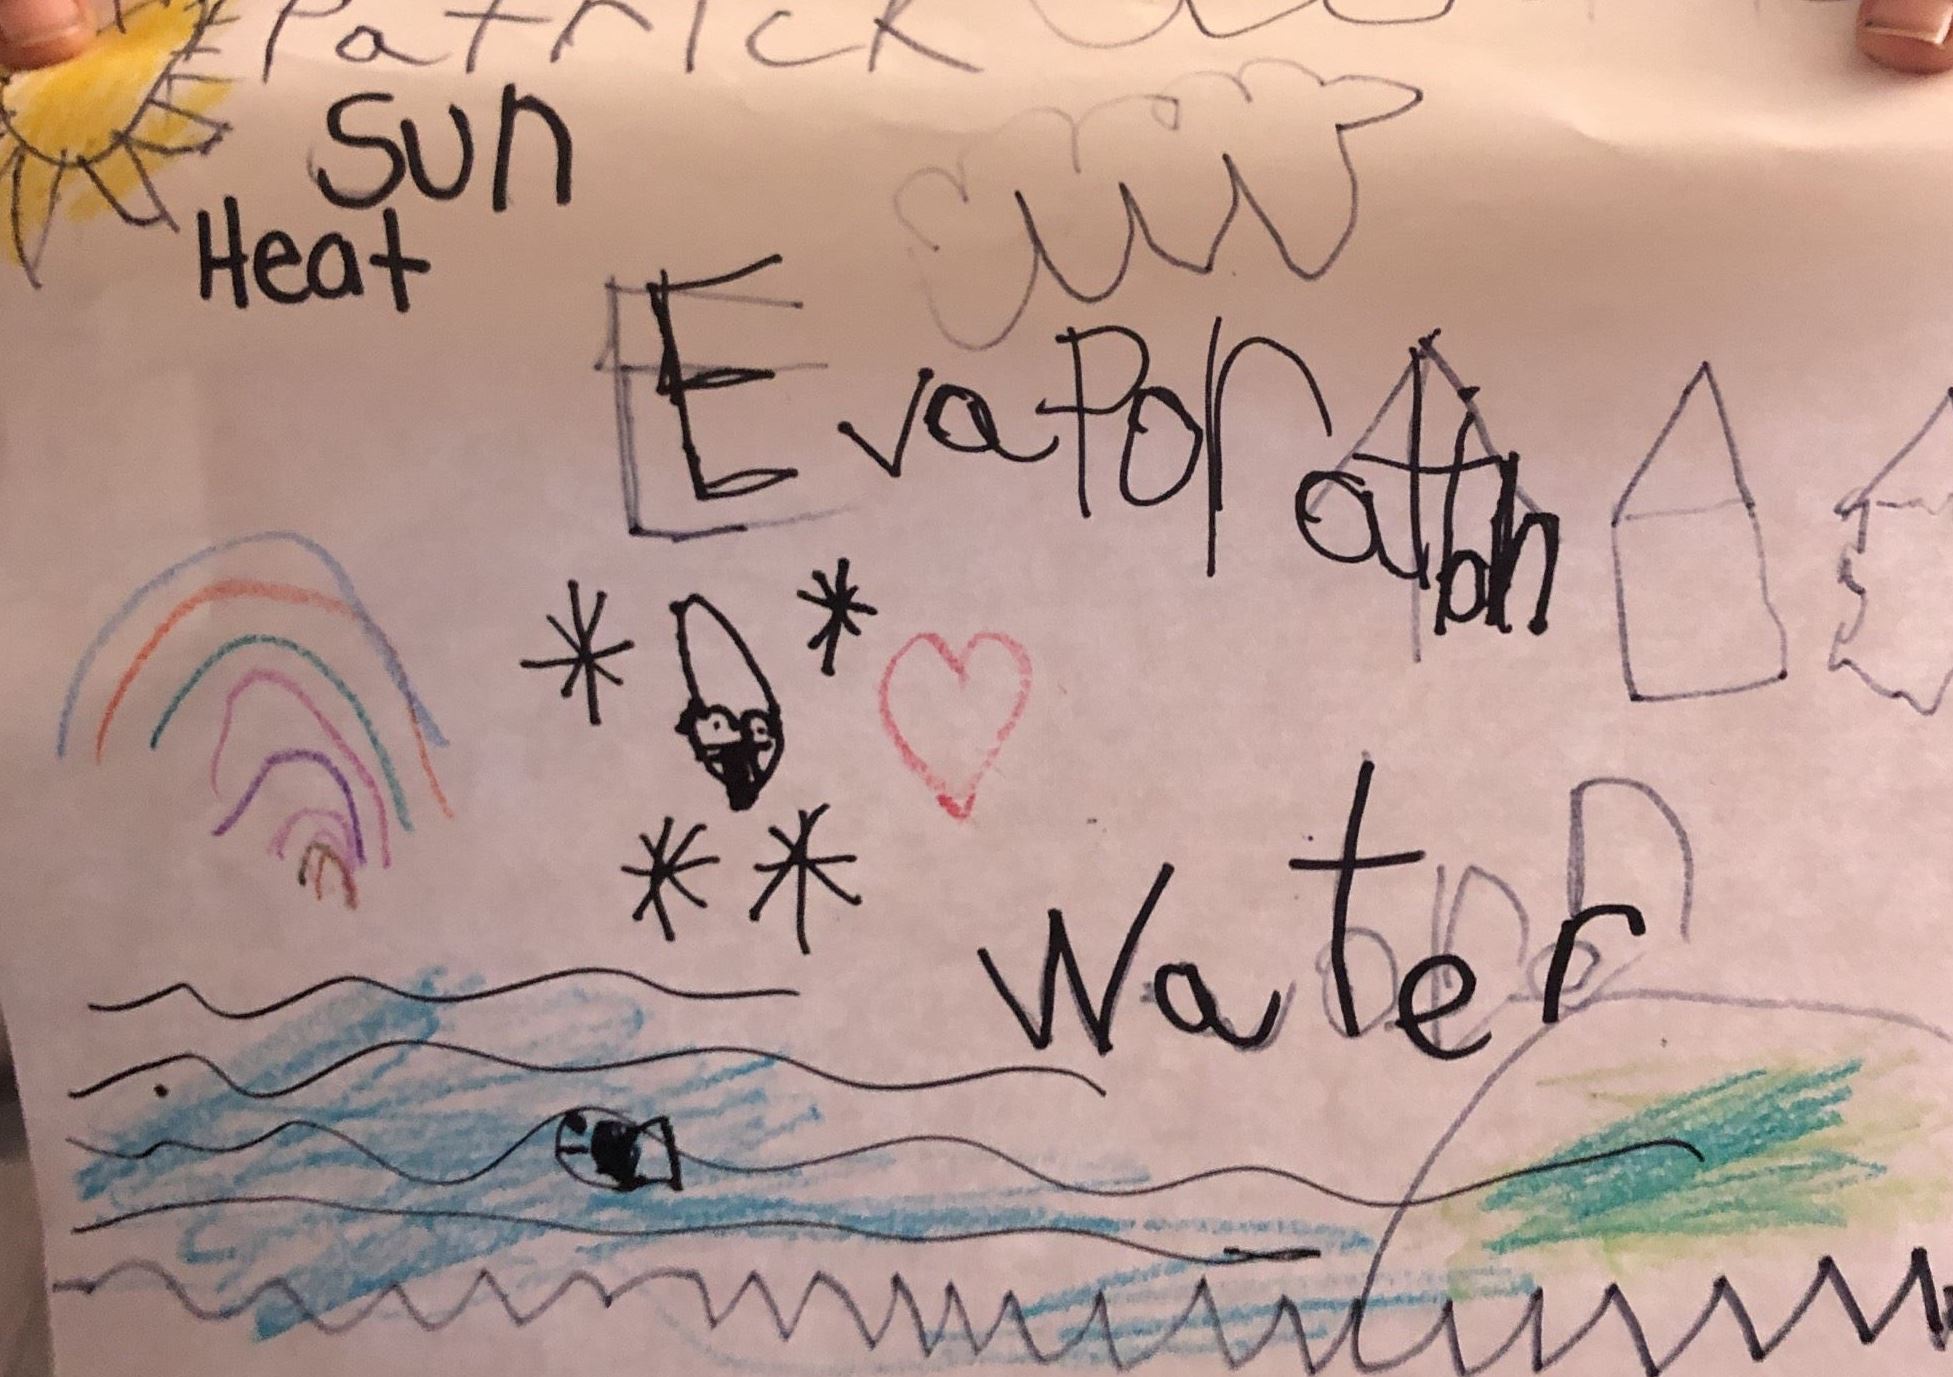 Patrick
Sun
Heat
Evaporation
Water